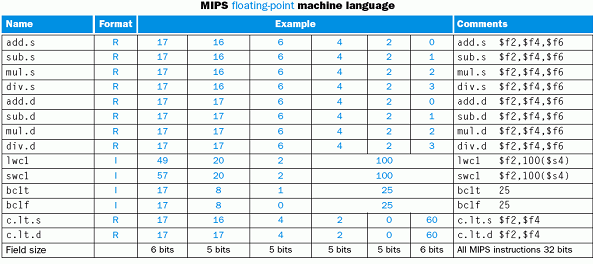 MIPS floating-point machine language
Name Format Example Comments
add.s R 17 16 6 4 2 0 add.s $f2,$f4,$f6
sub.s R 17 16 6 4 2 1 sub.s $f2,$f4,$f6
mul.s R 17 16 6 4 2 2 mul.s $f2,$f4,$f6
div.s R 17 16 6 4 2 3 div.s $f2,$f4,$f6
add.d R 17 17 6 4 2 0 add.d $f2,$f4,$f6
sub.d R 17 17 6 4 2 1 sub.d $f2,$f4,$f6
mul.d R 17 17 6 4 2 2 mul.d $f2,$f4,$f6
div.d R 17 17 6 4 2 3 div.d $f2,$f4,$f6
lwc1 I 49 20 2 100 lwc1 $f2,100($s4)
swc1 I 57 20 2 100 swc1 $f2,100($s4)
bc1t I 17 8 1 25 bc1t 25
bc1f I 17 8 0 25 bc1f 25
c.lt.s R 17 16 4 2 0 60 c.lt.s $f2,$f4
c.lt.d R 17 17 4 2 0 60 c.lt.d $f2,$f4
Field size 6 bits 5 bits 5 bits 5 bits 5 bits 6 bits All MIPS instructions 32 bits